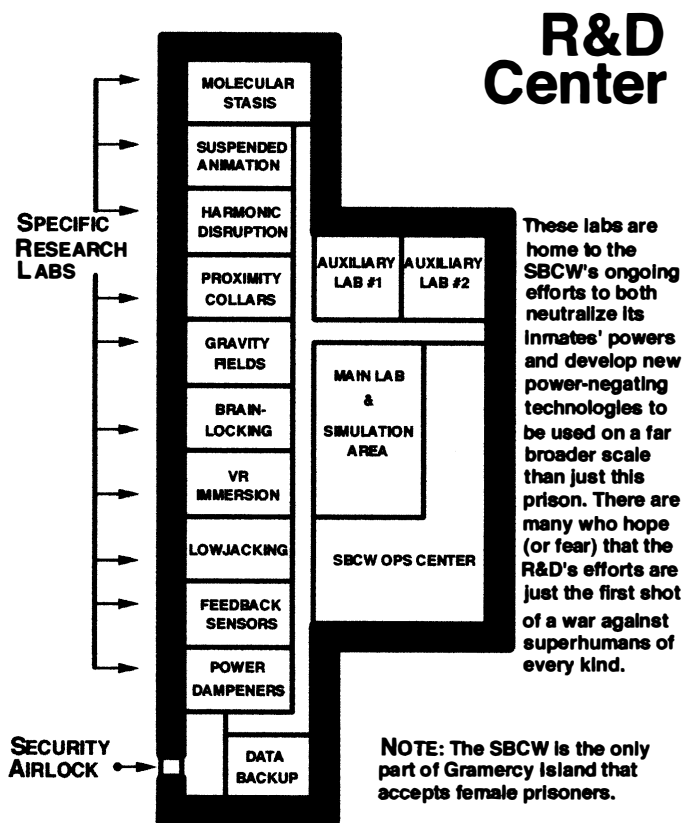 R&D
Center
MOLECULAR
STASIS
SUSPENDED
ANIMATION
HARMONIC
DISRUPTION
SPECIFIC
RESEARCH
LABS
PROXIMITY
COLLARS
GRAVITY
FIELDS
BRAIN-
LOCKING
VR
IMMERSION
LOWJACKING
FEEDBACK
SENSORS
POWER
DAMPENERS
AUXILIARY
LAB #1
AUXILIARY
LAB #2
MAIN LAB
&
SIMULATION
AREA
SBCW OPS CENTER
These labs are
home to the
SBCW's ongoing
efforts to both
neutralize its
inmates' powers
and develop new
power-negating
technologies to
be used on a far
broader scale
than just this
prison. There are
many who hope
(or fear) that the
R&D's efforts are
just the first shot
of a war against
superhumans of
every kind.
SECURITY
AIRLOCK
DATA
BACKUP
NOTE: The SBCW is the only
part of Gramercy Island that
accepts female prisoners.